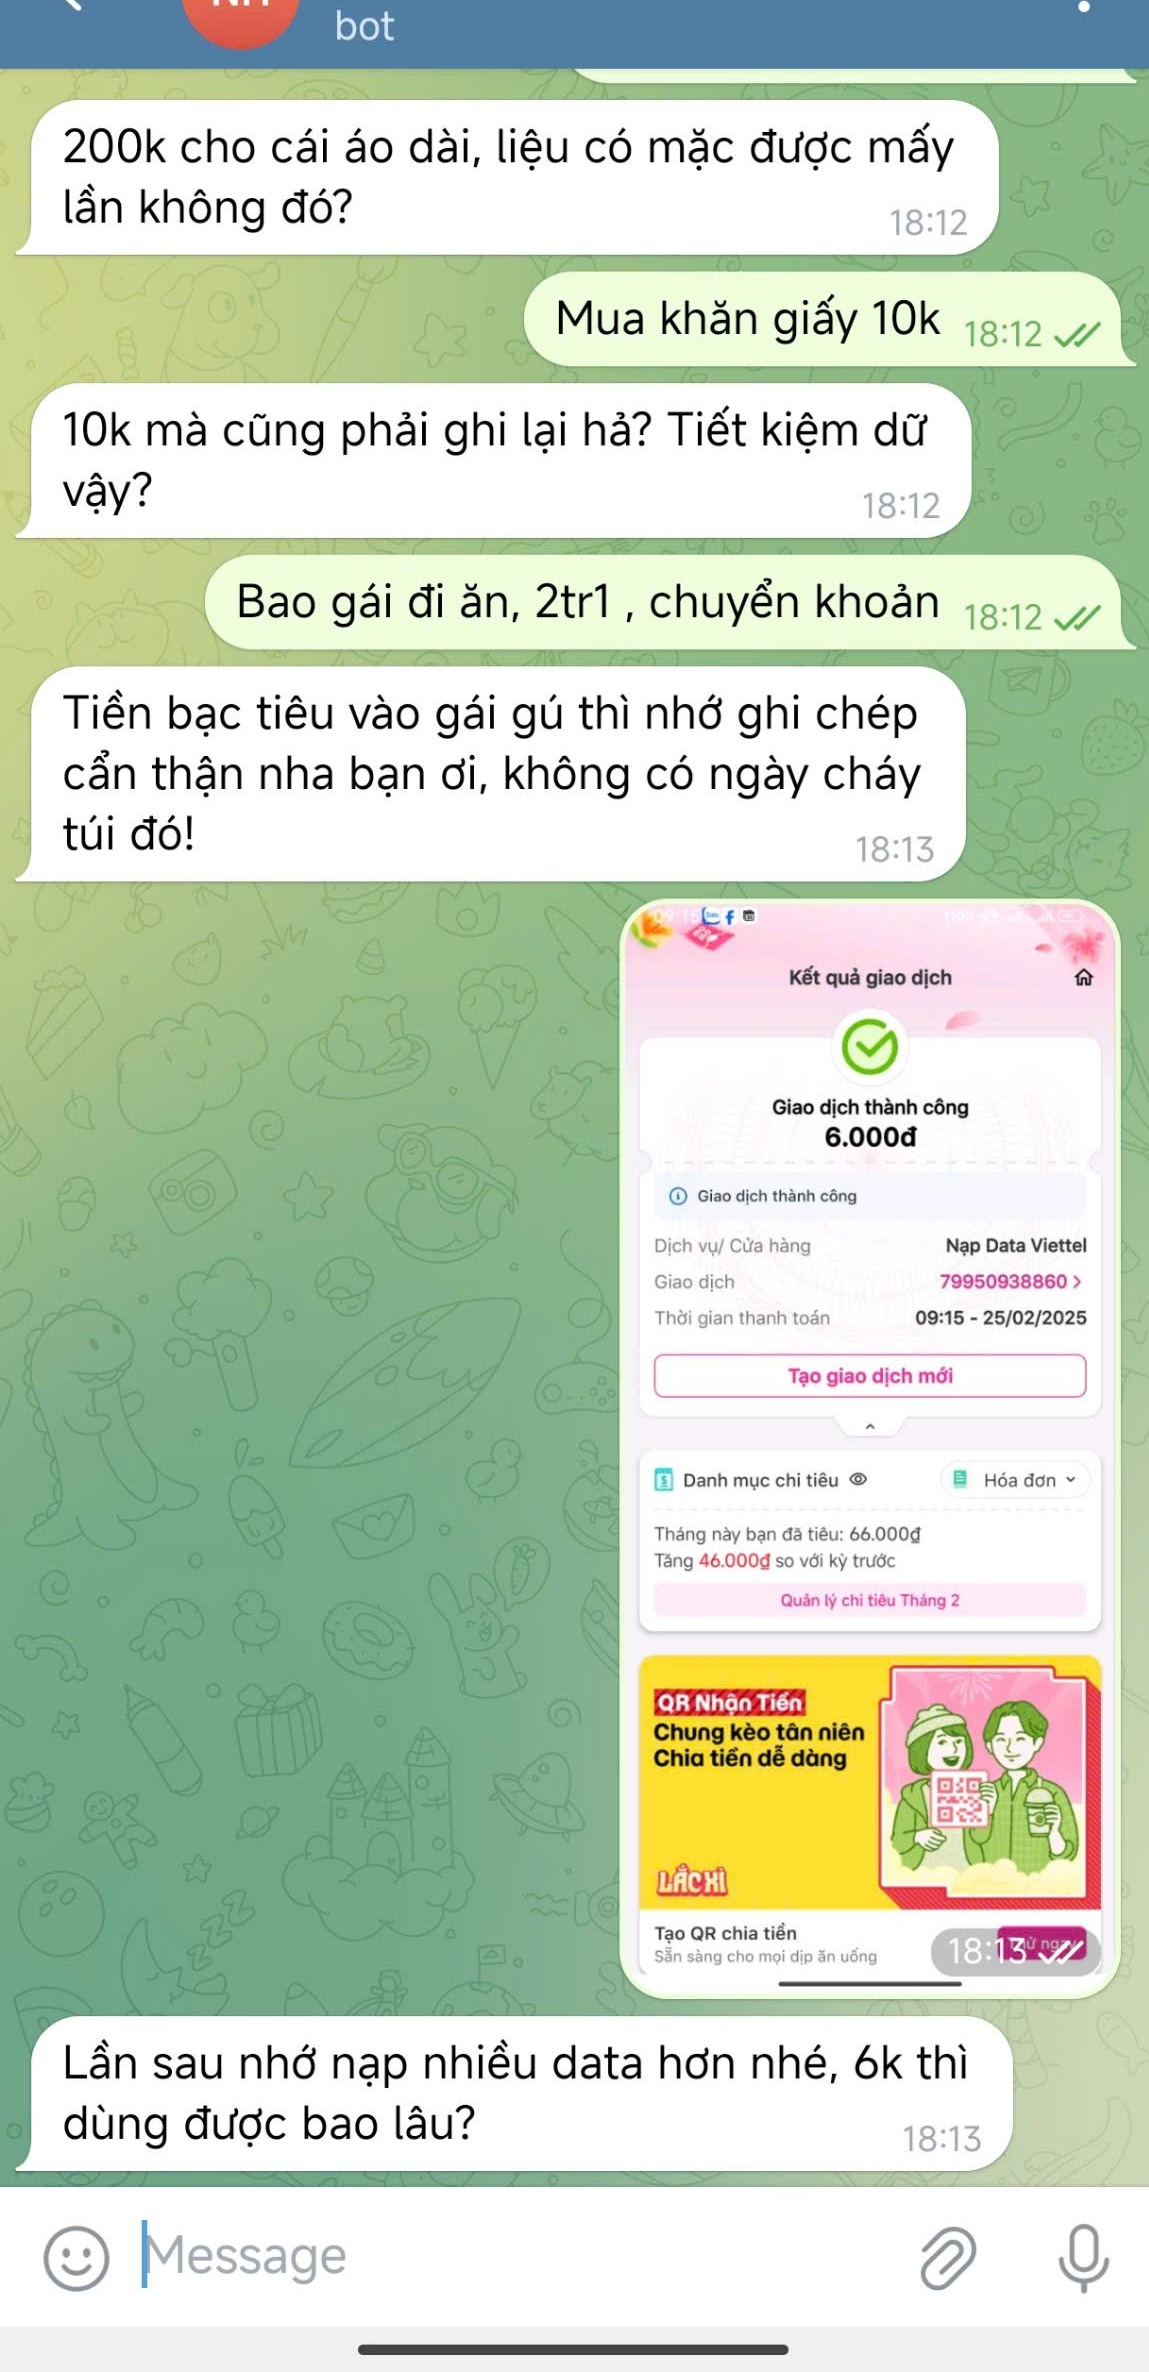 bot
200k cho cái áo dài, liệu có mặc được mấy
lần không đó?
18:12
Mua khăn giấy 10k 18:12
10k mà cũng phải ghi lại hả? Tiết kiệm dữ
vậy?
18:12
Bao gái đi ăn, 2tr1 , chuyển khoản 18:12
Tiền bạc tiêu vào gái gú thì nhớ ghi chép
cẩn thận nha bạn ơi, không có ngày cháy
túi đó!
18:13
09:15
Kết quả giao dịch
Giao dịch thành công
6.000đ
Giao dịch thành công
Dịch vụ/ Cửa hàng Nạp Data Viettel
Giao dịch 79950938860 >
Thời gian thanh toán 09:15 - 25/02/2025
Tạo giao dịch mới
Danh mục chi tiêu Hóa đơn
Tháng này bạn đã tiêu: 66.000₫
Tăng 46.000₫ so với kỳ trước
Quản lý chi tiêu Tháng 2
QR Nhận Tiền
Chung kèo tân niên
Chia tiền dễ dàng
LẮC XÌ
Tạo QR chia tiền
Sẵn sàng cho mọi dịp ăn uống
18:13
Lần sau nhớ nạp nhiều data hơn nhé, 6k thì
dùng được bao lâu?
18:13
Message